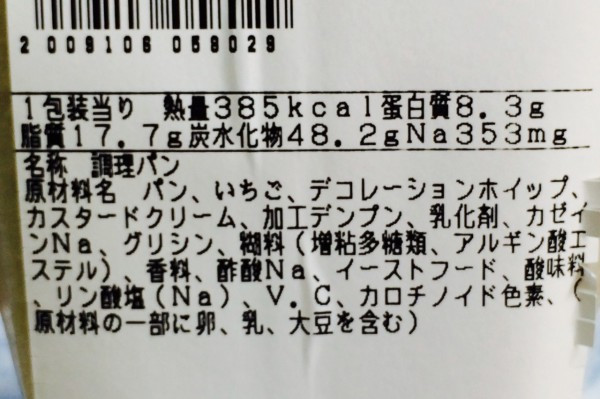 2009106058029
1包装当り 熱量385kcal蛋白質8.3g
脂質17.7g炭水化物48.2gNa353mg
名称 調理パン
原材料名 パン、いちご、デコレーションホイップ、
カスタードクリーム、加工デンプン、乳化剤、カゼイ
ンNa、グリシン、糊料(増粘多糖類、アルギン酸エ
ステル)、香料、酢酸Na、イーストフード、酸味料
、リン酸塩(Na)、V.C、カロチノイド色素、(
原材料の一部に卵、乳、大豆を含む)